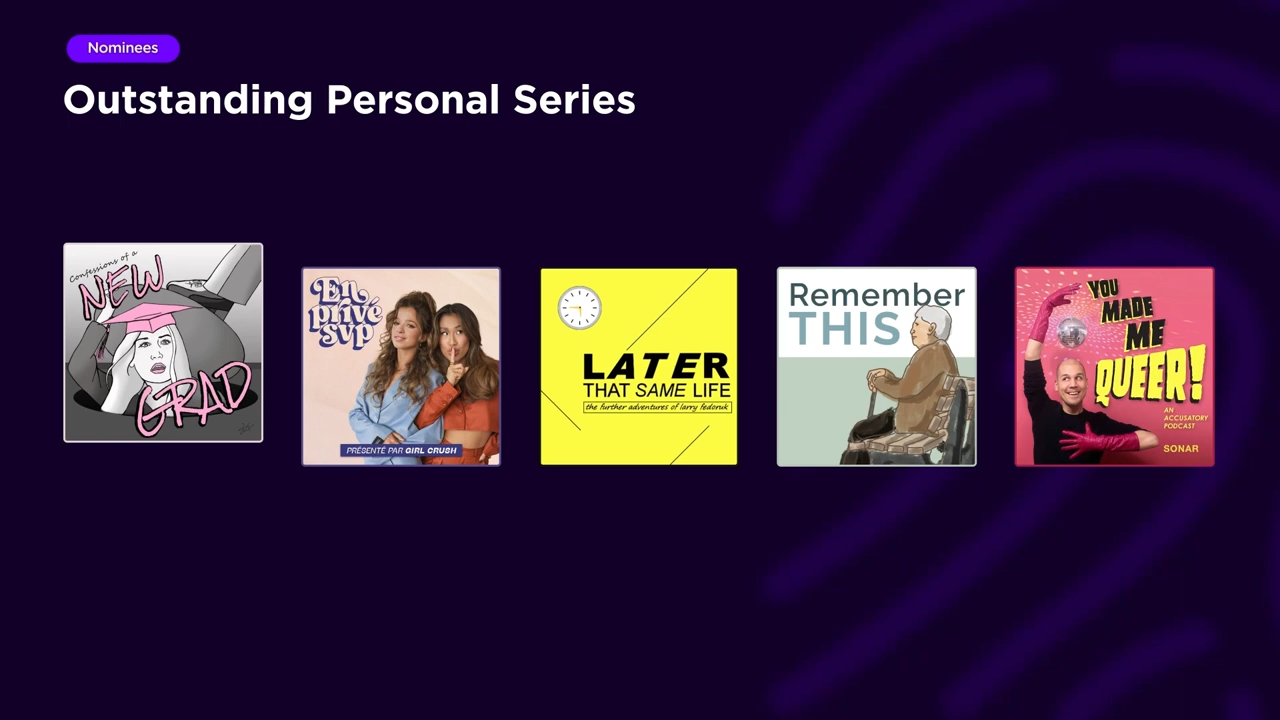 Nominees
Outstanding Personal Series
Confessions of a
NEW
GRAD
En
privé
svp
PRÉSENTÉ PAR GIRL CRUSH
LATER
THAT SAME LIFE
the further adventures of larry fedoruk
Remember
THIS
YOU
MADE
ME
QUEER!
AN
ACCUSATORY
PODCAST
SONAR